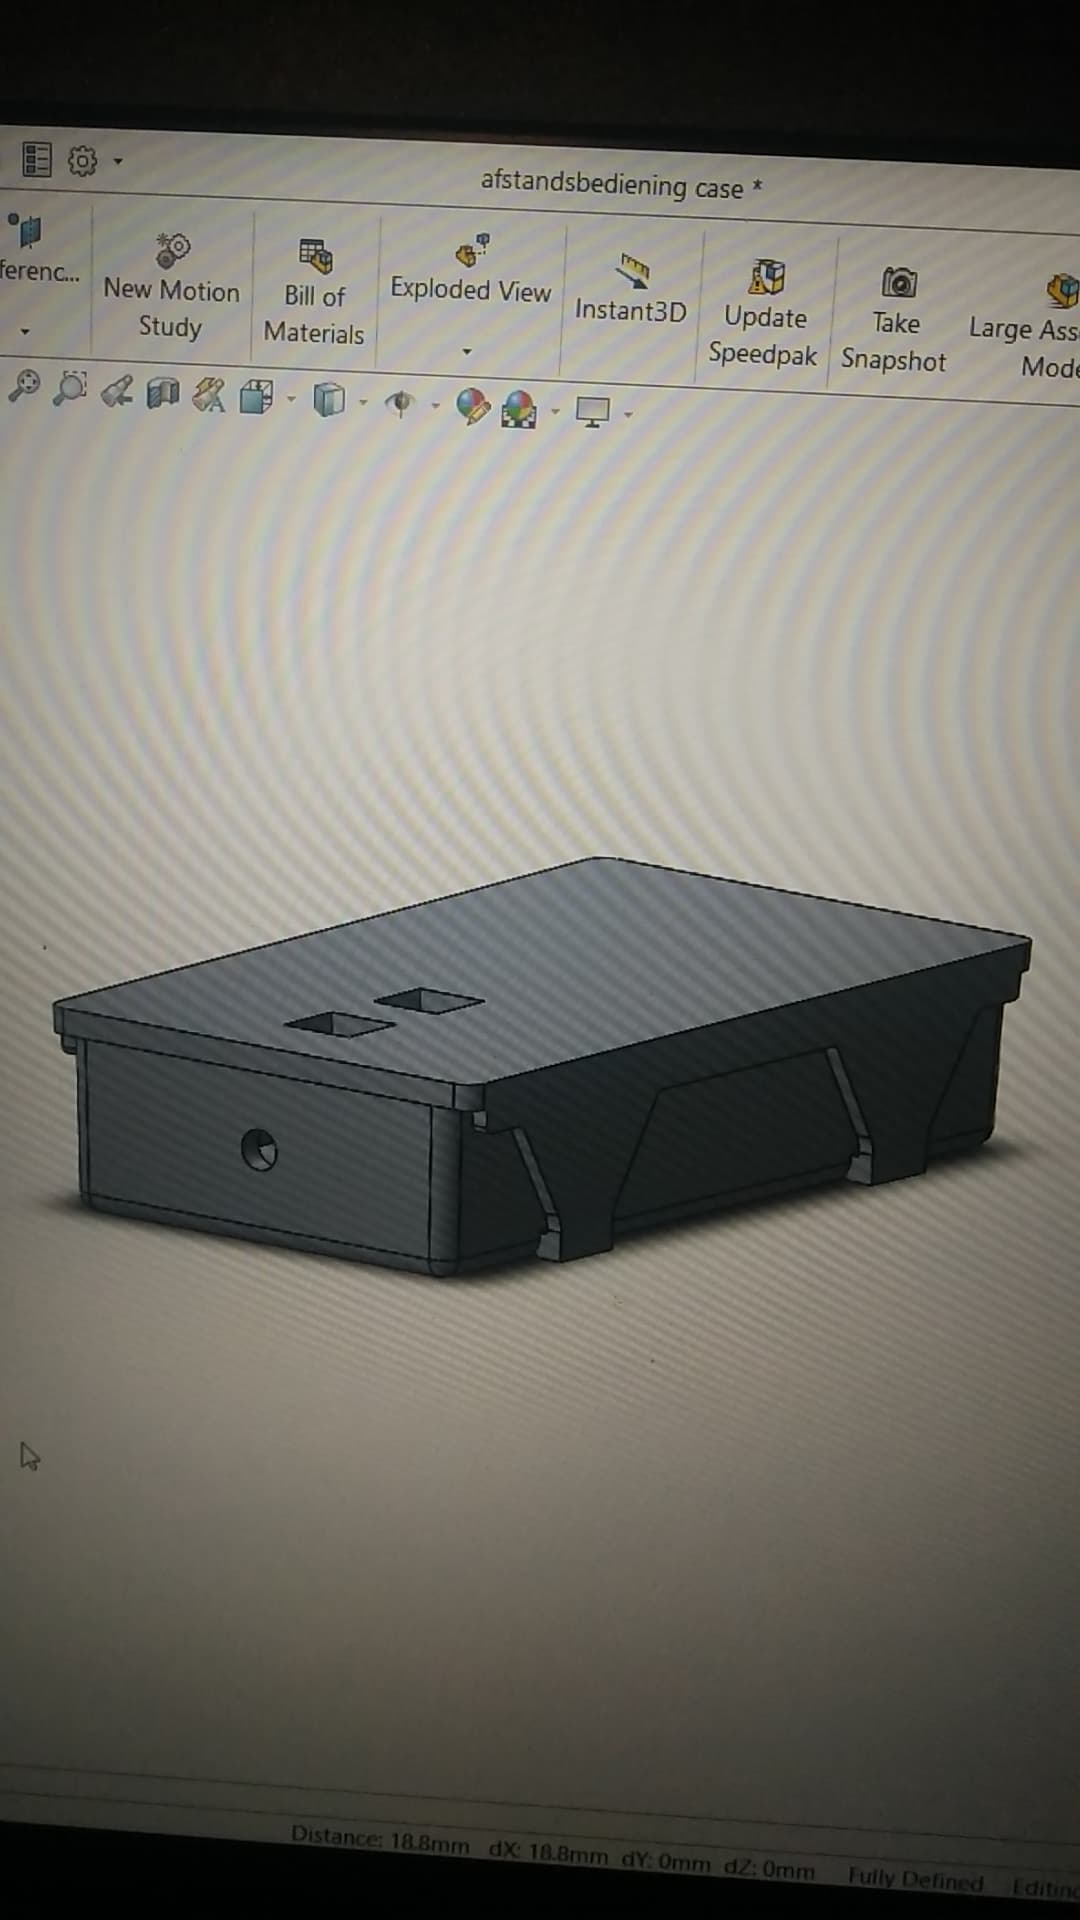 afstandsbediening case *
ferenc...
New Motion
Study
Bill of
Materials
Exploded View
Instant3D
Update
Speedpak
Take
Snapshot
Large Ass
Mode
Distance: 18.8mm dX: 18.8mm dY: 0mm dZ: 0mm Fully Defined Editing